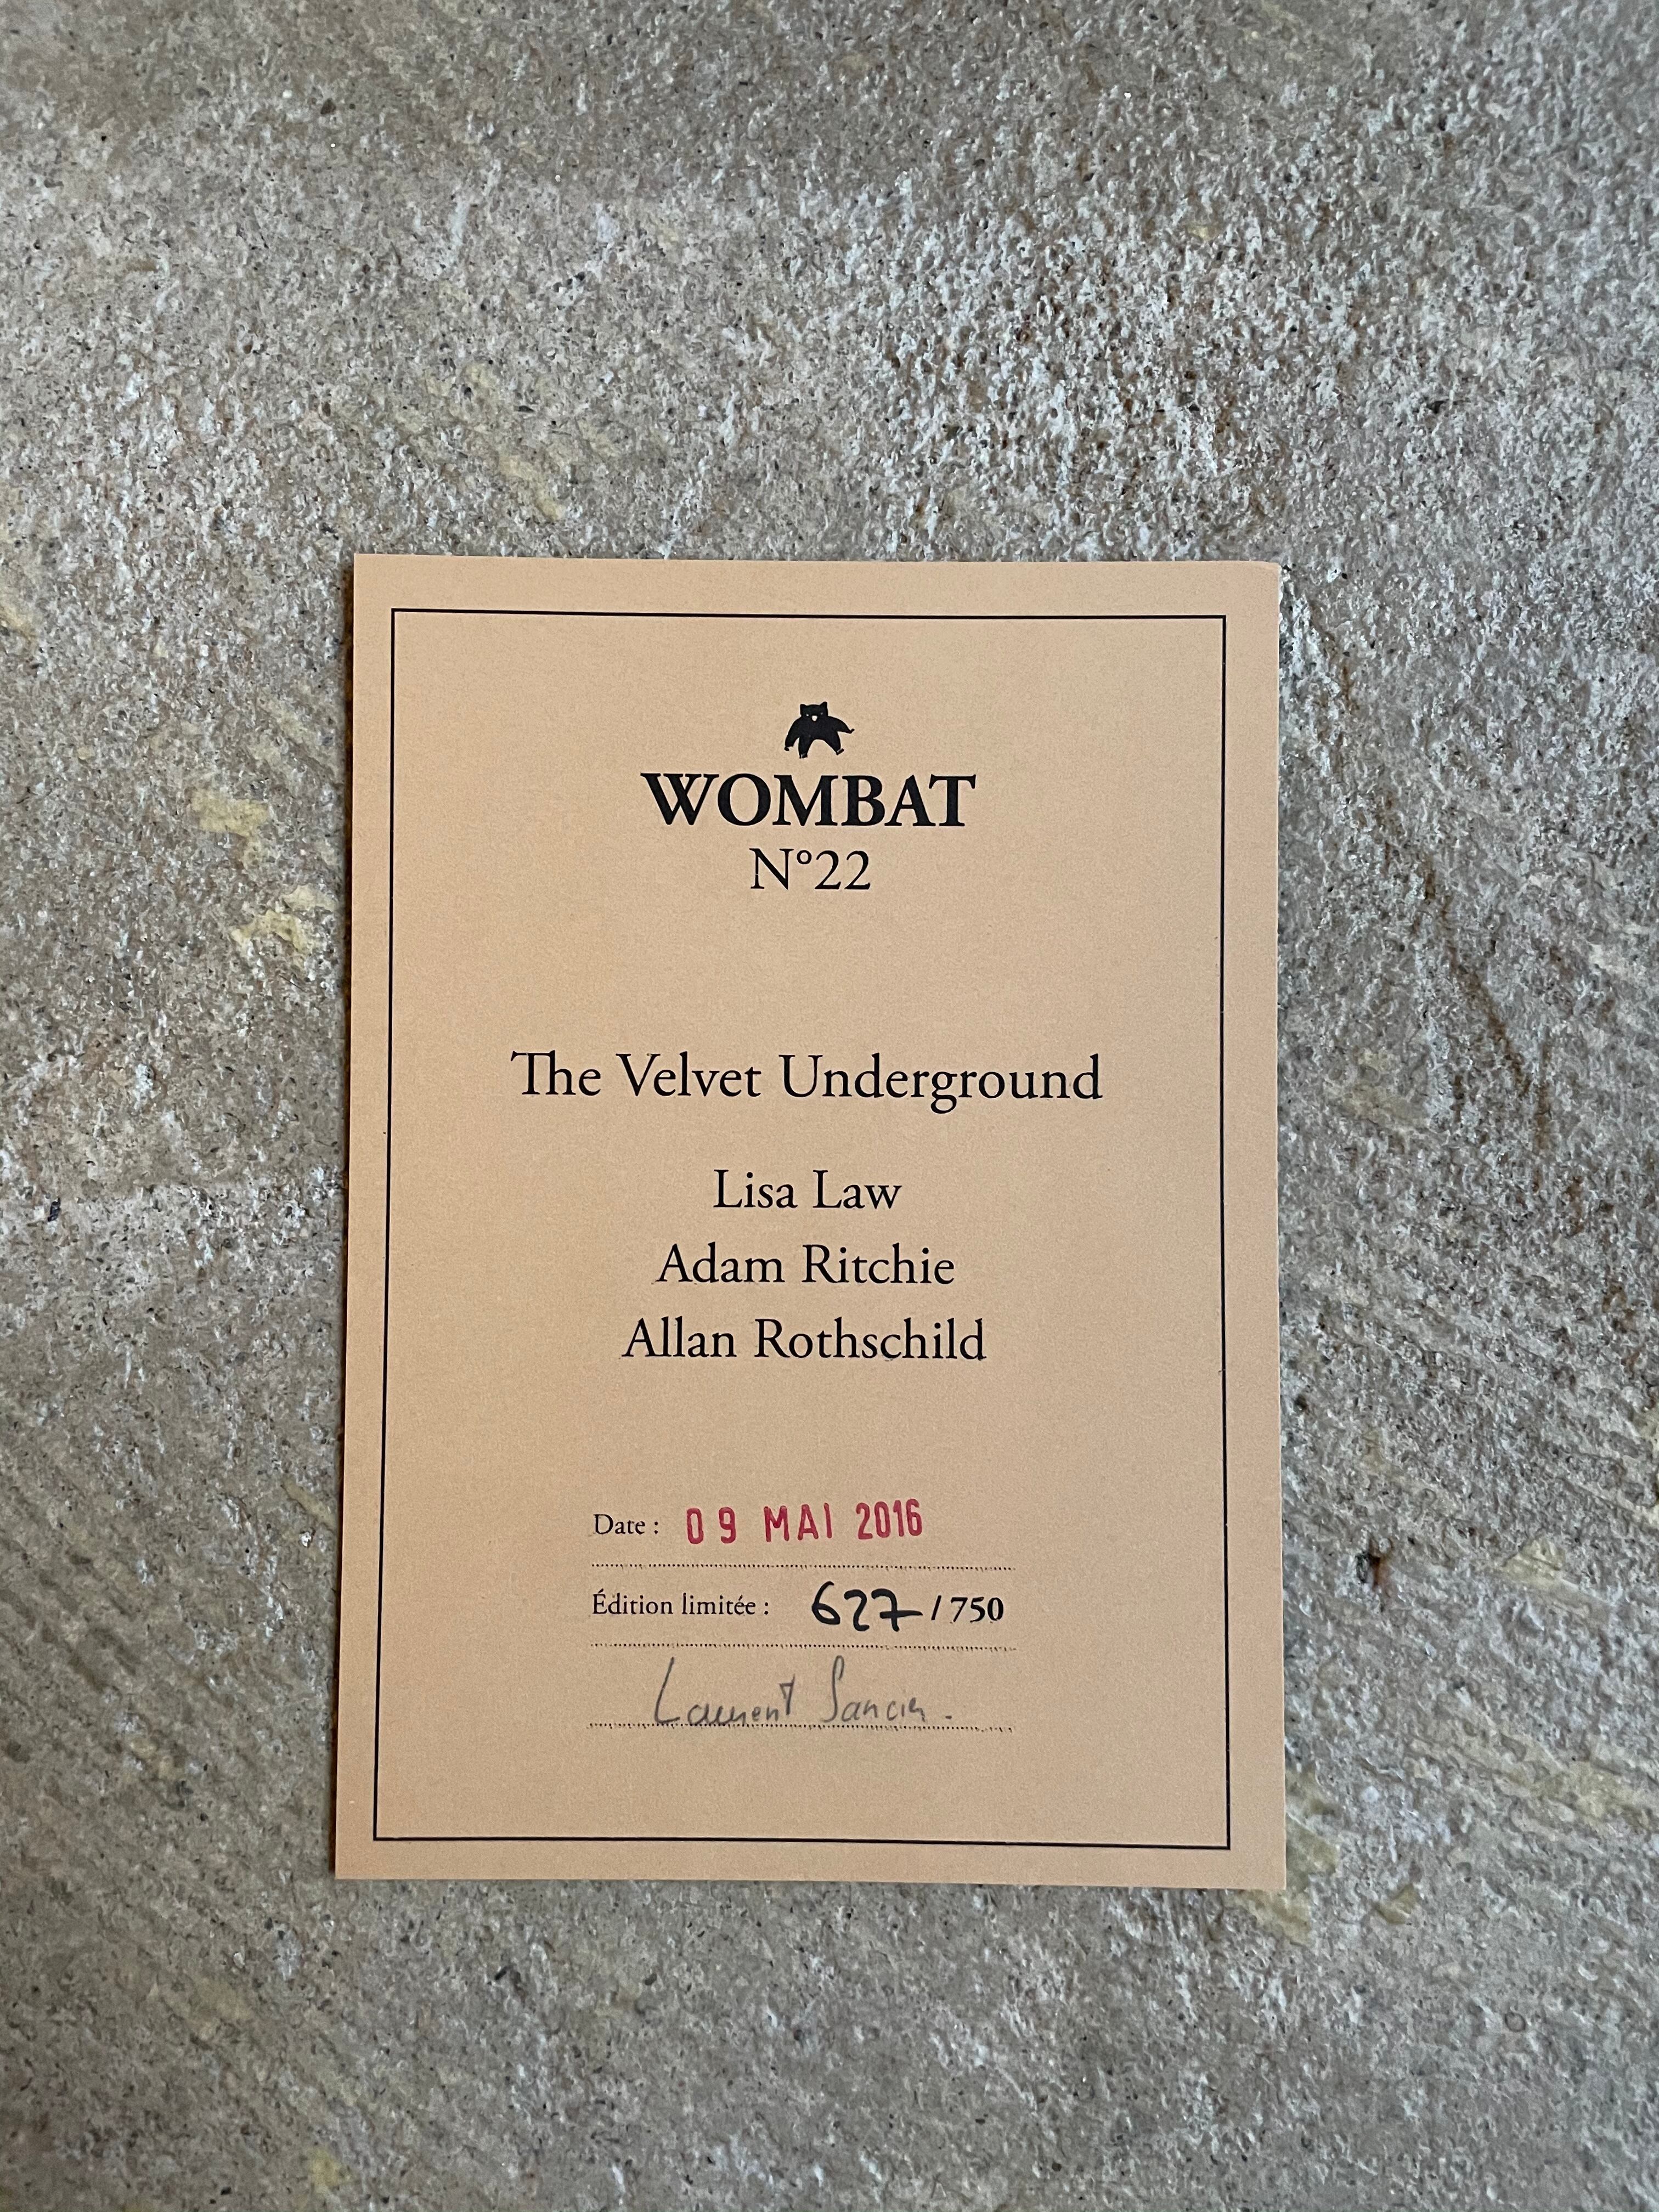 WOMBAT
N°22
The Velvet Underground
Lisa Law
Adam Ritchie
Allan Rothschild
Date : 09 MAI 2016
Édition limitée : 627 / 750
Laurent